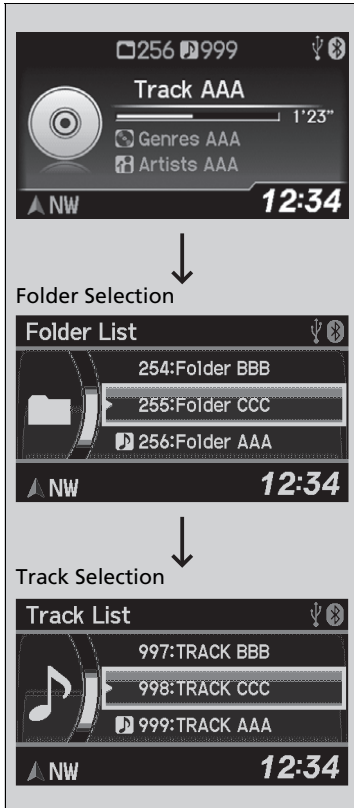 256 999
Track AAA
1'23"
Genres AAA
Artists AAA
NW 12:34
Folder Selection
Folder List
254:Folder BBB
255:Folder CCC
256:Folder AAA
NW 12:34
Track Selection
Track List
997:TRACK BBB
998:TRACK CCC
999:TRACK AAA
NW 12:34